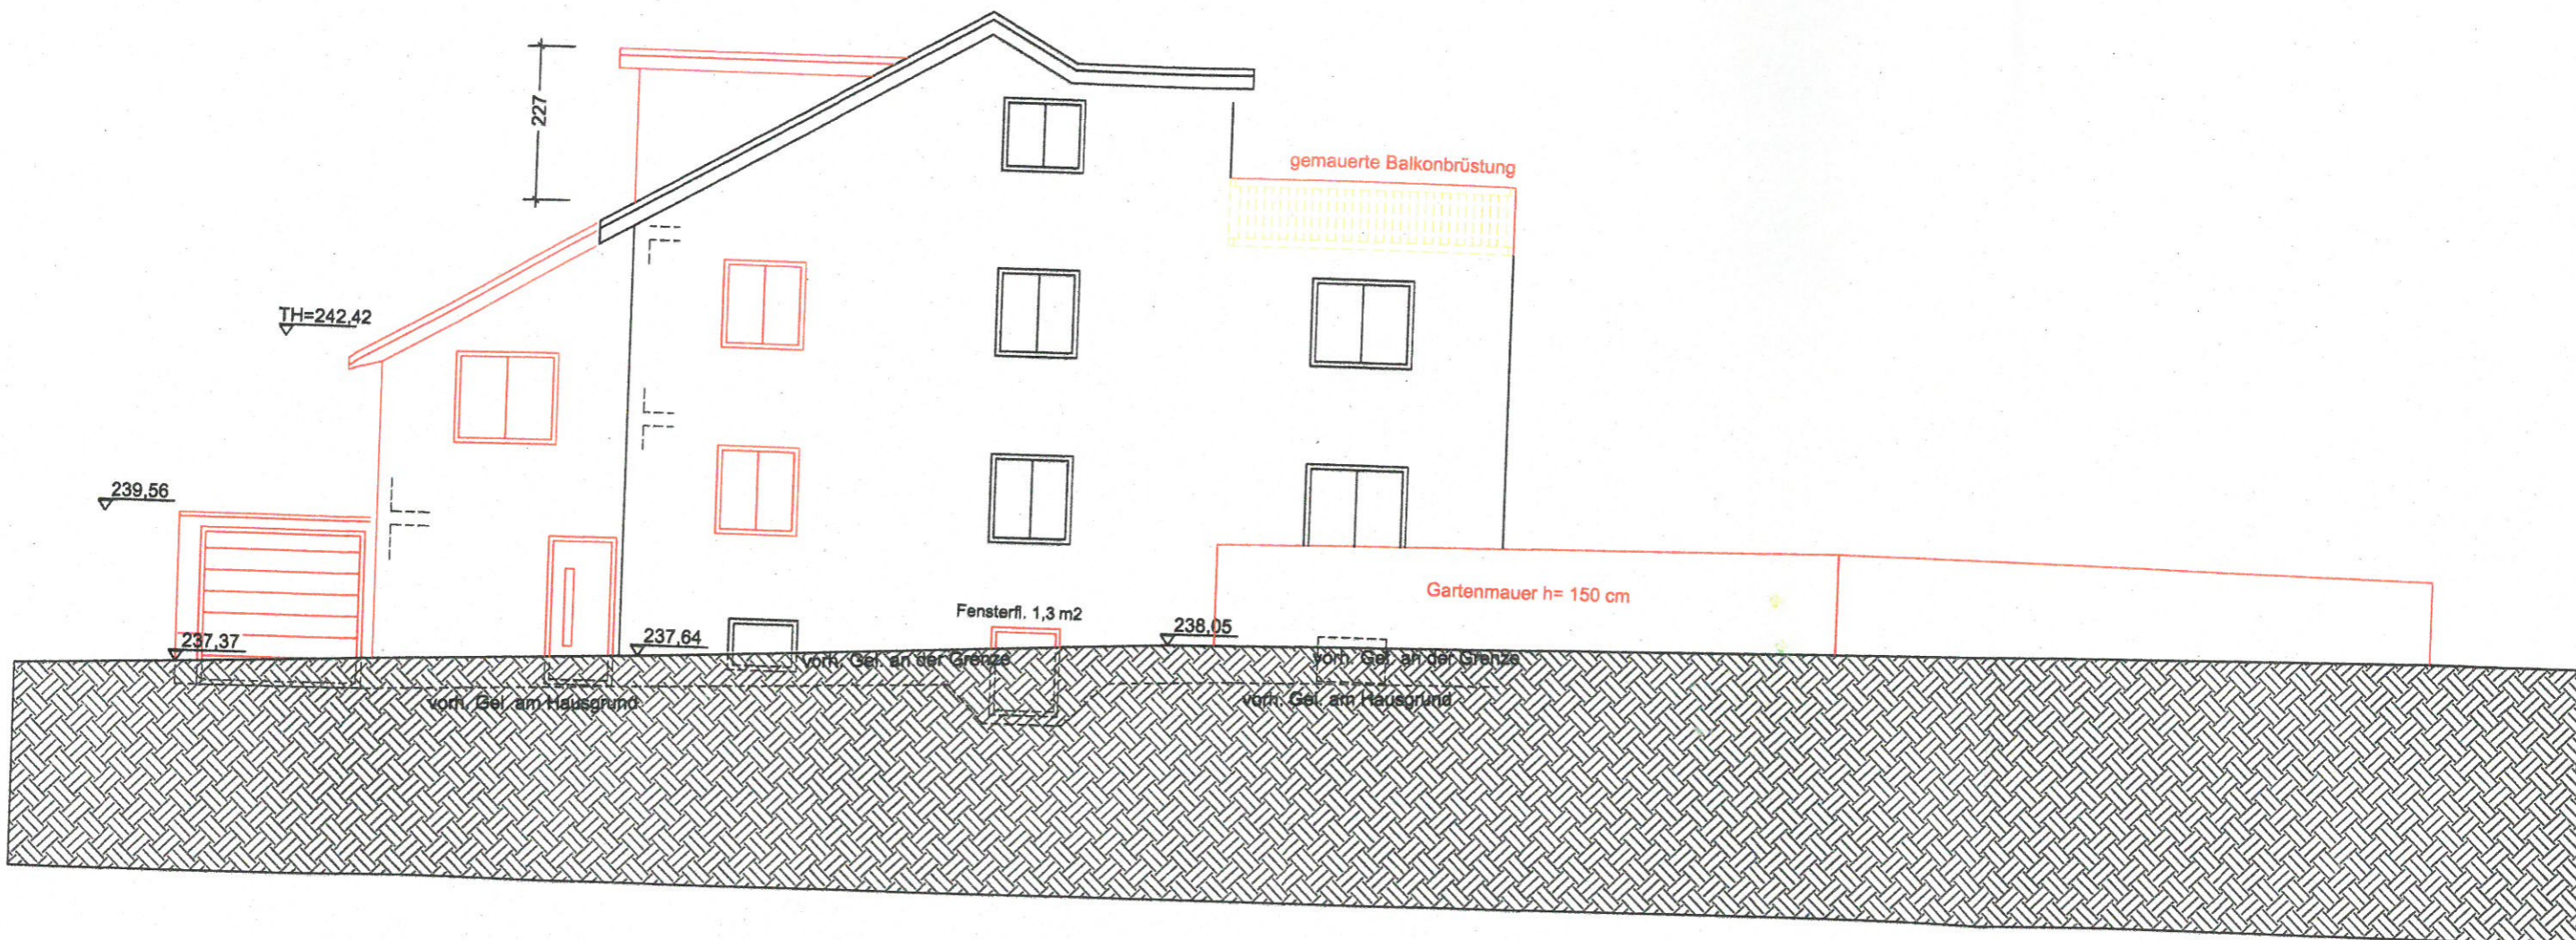 227
gemauerte Balkonbrüstung
TH=242,42
239,56
Gartenmauer h= 150 cm
Fensterfl. 1,3 m2
237,37
237,64
238,05
vorh. Gel. an der Grenze
vorh. Gel. an der Grenze
vorh. Gel. am Hausgrund
vorh. Gel. am Hausgrund